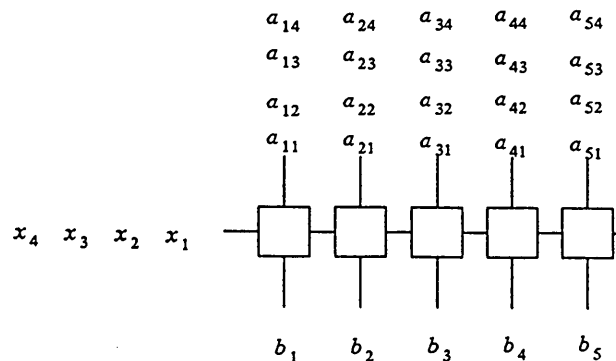 a₁₄ a₂₄ a₃₄ a₄₄ a₅₄
a₁₃ a₂₃ a₃₃ a₄₃ a₅₃
a₁₂ a₂₂ a₃₂ a₄₂ a₅₂
a₁₁ a₂₁ a₃₁ a₄₁ a₅₁
x₄ x₃ x₂ x₁
b₁ b₂ b₃ b₄ b₅